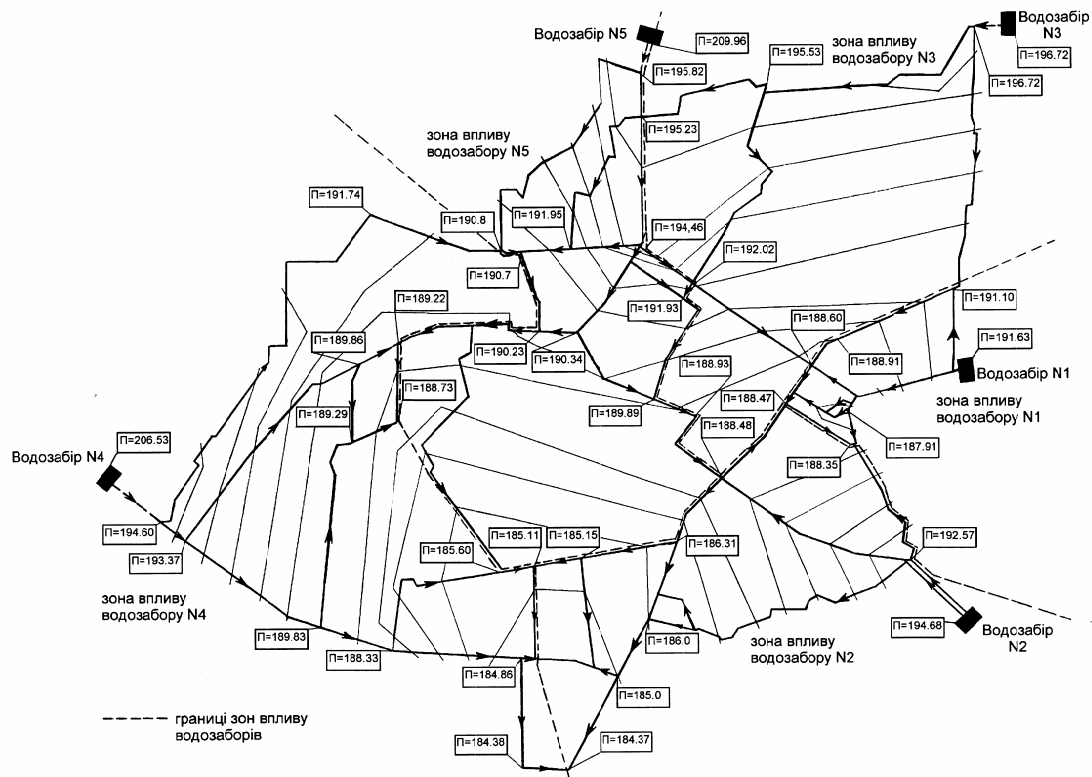 Водозабір
N5
П=209.96
П=195.82
П=195.53
зона впливу
водозабору N3
Водозабір
N3
П=196.72
П=196.72
П=195.23
зона впливу
водозабору N5
П=191.74
П=190.8
П=191.95
П=194,46
П=192.02
П=190.7
П=189.22
П=191.93
П=188.60
П=191.10
П=189.86
П=190.23
П=190.34
П=188.91
П=191.63
Водозабір N1
П=188.93
П=188.73
П=188.47
зона впливу
водозабору N1
П=189.29
П=189.89
П=188.48
П=187.91
П=206.53
Водозабір N4
П=188.35
П=194.60
П=193.37
П=185.11
П=185.15
П=185.60
П=186.31
П=192.57
зона впливу
водозабору N4
П=189.83
П=188.33
П=186.0
зона впливу
водозабору N2
П=194.68
Водозабір
N2
П=184.86
П=185.0
границі зон впливу
водозаборів
П=184.38
П=184.37